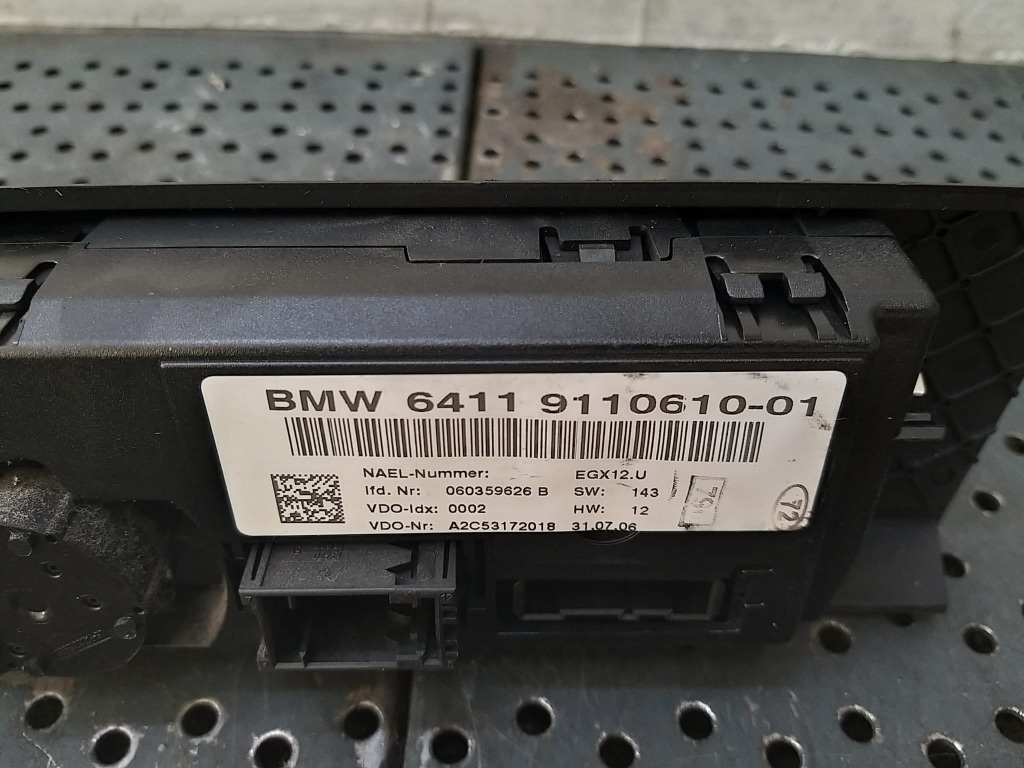 BMW 6411 9110610-01
NAEL-Nummer: EGX12.U
lfd. Nr: 060359626 B SW: 143
VDO-Idx: 0002 HW: 12
VDO-Nr: A2C53172018 31.07.06
72